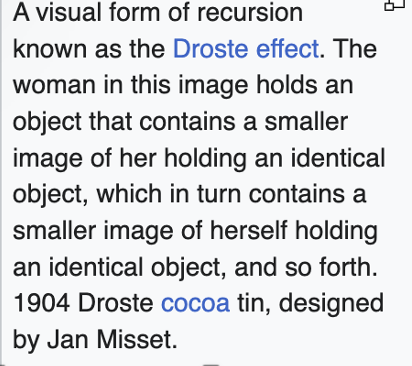 A visual form of recursion
known as the Droste effect. The
woman in this image holds an
object that contains a smaller
image of her holding an identical
object, which in turn contains a
smaller image of herself holding
an identical object, and so forth.
1904 Droste cocoa tin, designed
by Jan Misset.